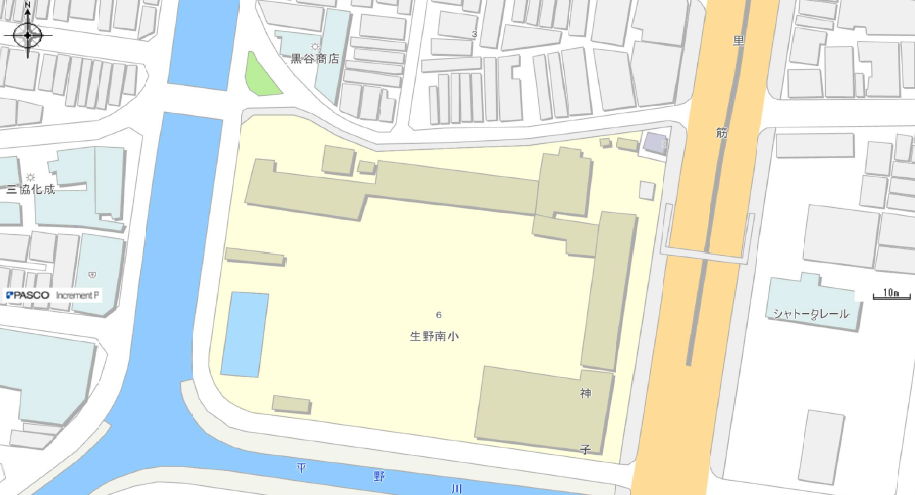 N
3
黒谷商店
里
筋
三協化成
PASCO Increment P
10m
シャトータレール
6
生野南小
神
子
平
野
川